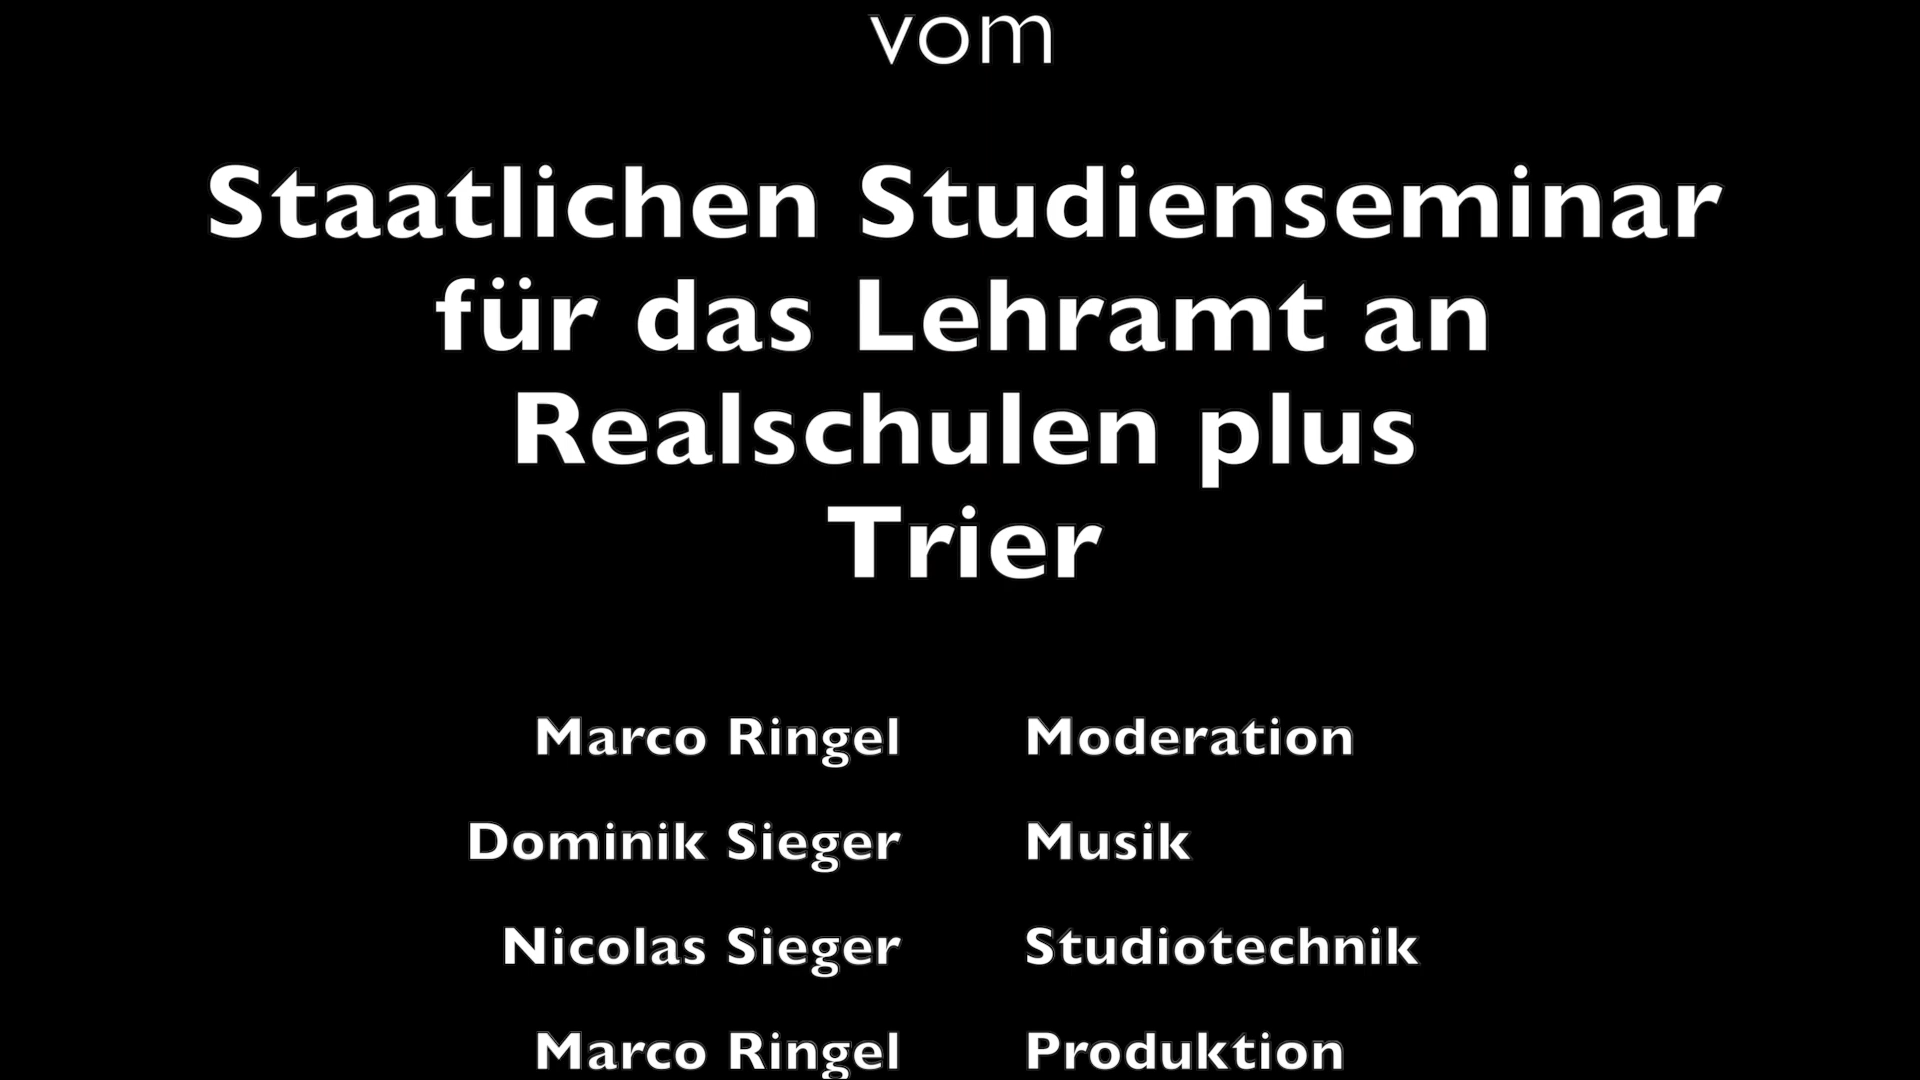 vom
Staatlichen Studienseminar
für das Lehramt an
Realschulen plus
Trier
Marco Ringel Moderation
Dominik Sieger Musik
Nicolas Sieger Studiotechnik
Marco Ringel Produktion